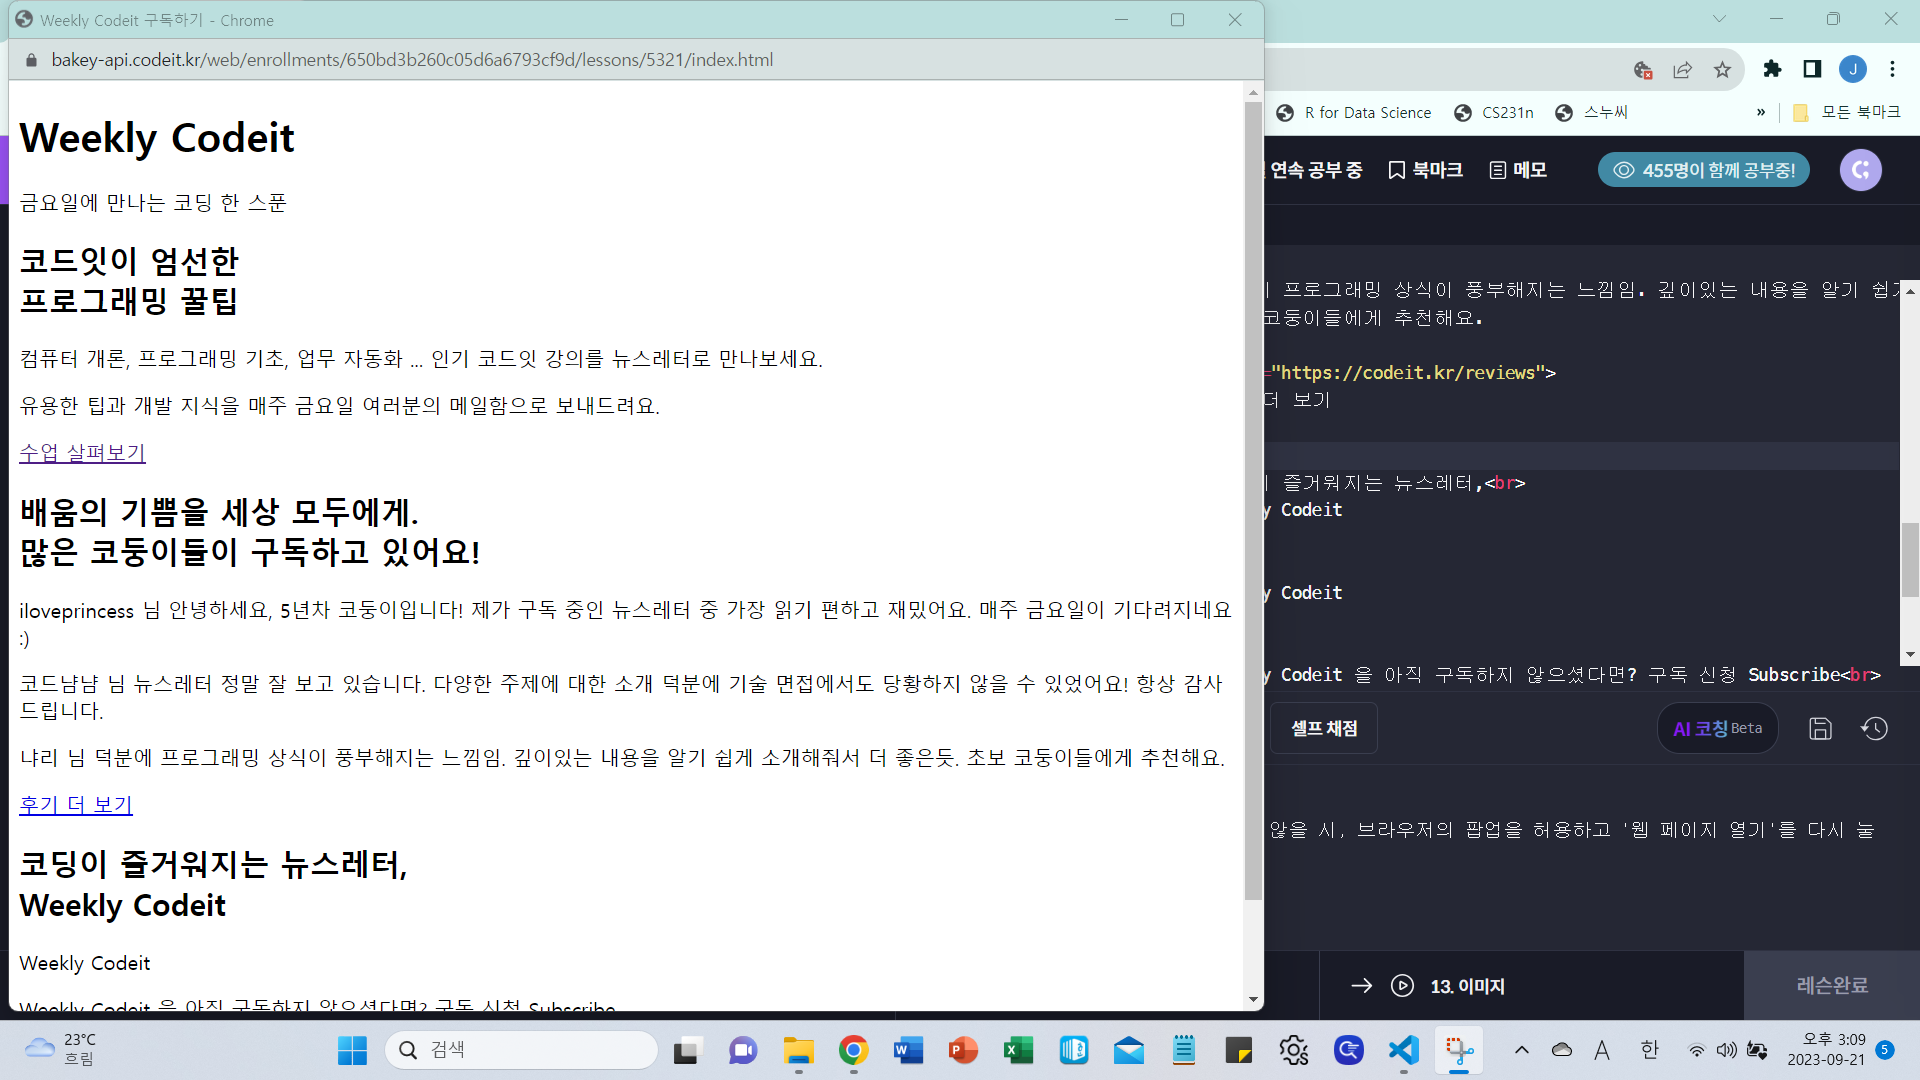 Weekly Codeit 구독하기 - Chrome
bakey-api.codeit.kr/web/enrollments/650bd3b260c05d6a6793cf9d/lessons/5321/index.html
Weekly Codeit
금요일에 만나는 코딩 한 스푼
코드잇이 엄선한
프로그래밍 꿀팁
컴퓨터 개론, 프로그래밍 기초, 업무 자동화 ... 인기 코드잇 강의를 뉴스레터로 만나보세요.
유용한 팁과 개발 지식을 매주 금요일 여러분의 메일함으로 보내드려요.
수업 살펴보기
배움의 기쁨을 세상 모두에게.
많은 코둥이들이 구독하고 있어요!
iloveprincess 님 안녕하세요, 5년차 코둥이입니다! 제가 구독 중인 뉴스레터 중 가장 읽기 편하고 재밌어요. 매주 금요일이 기다려지네요
:)
코드냠냠 님 뉴스레터 정말 잘 보고 있습니다. 다양한 주제에 대한 소개 덕분에 기술 면접에서도 당황하지 않을 수 있었어요! 항상 감사
드립니다.
냐리 님 덕분에 프로그래밍 상식이 풍부해지는 느낌임. 깊이있는 내용을 알기 쉽게 소개해줘서 더 좋은듯. 초보 코둥이들에게 추천해요.
후기 더 보기
코딩이 즐거워지는 뉴스레터,
Weekly Codeit
Weekly Codeit
Weekly Codeit 을 아직 구독하지 않으셨다면? 구독 신청 Subscribe
J
R for Data Science
CS231n
스누씨
»
모든 북마크
연속 공부 중
북마크
메모
455명이 함께 공부중!
프로그래밍 상식이 풍부해지는 느낌임. 깊이있는 내용을 알기 쉽게
코둥이들에게 추천해요.
="https://codeit.kr/reviews">
더 보기
즐거워지는 뉴스레터,<br>
y Codeit
y Codeit
y Codeit 을 아직 구독하지 않으셨다면? 구독 신청 Subscribe<br>
셀프 채점
AI 코칭 Beta
않을 시, 브라우저의 팝업을 허용하고 '웹 페이지 열기'를 다시 눌
13. 이미지
레슨완료
23°C
흐림
검색
A
한
오후 3:09
2023-09-21
5